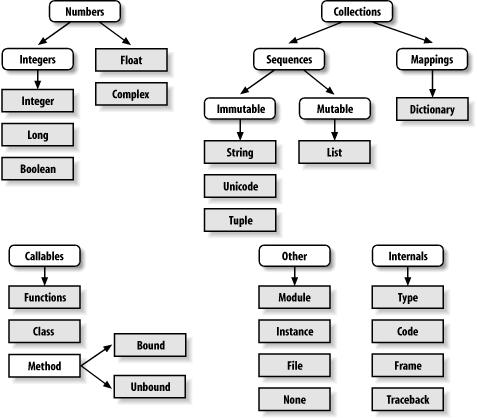 Numbers
Integers
Float
Integer
Complex
Long
Boolean
Collections
Sequences
Mappings
Immutable
Mutable
Dictionary
String
List
Unicode
Tuple
Callables
Functions
Class
Method
Bound
Unbound
Other
Module
Instance
File
None
Internals
Type
Code
Frame
Traceback